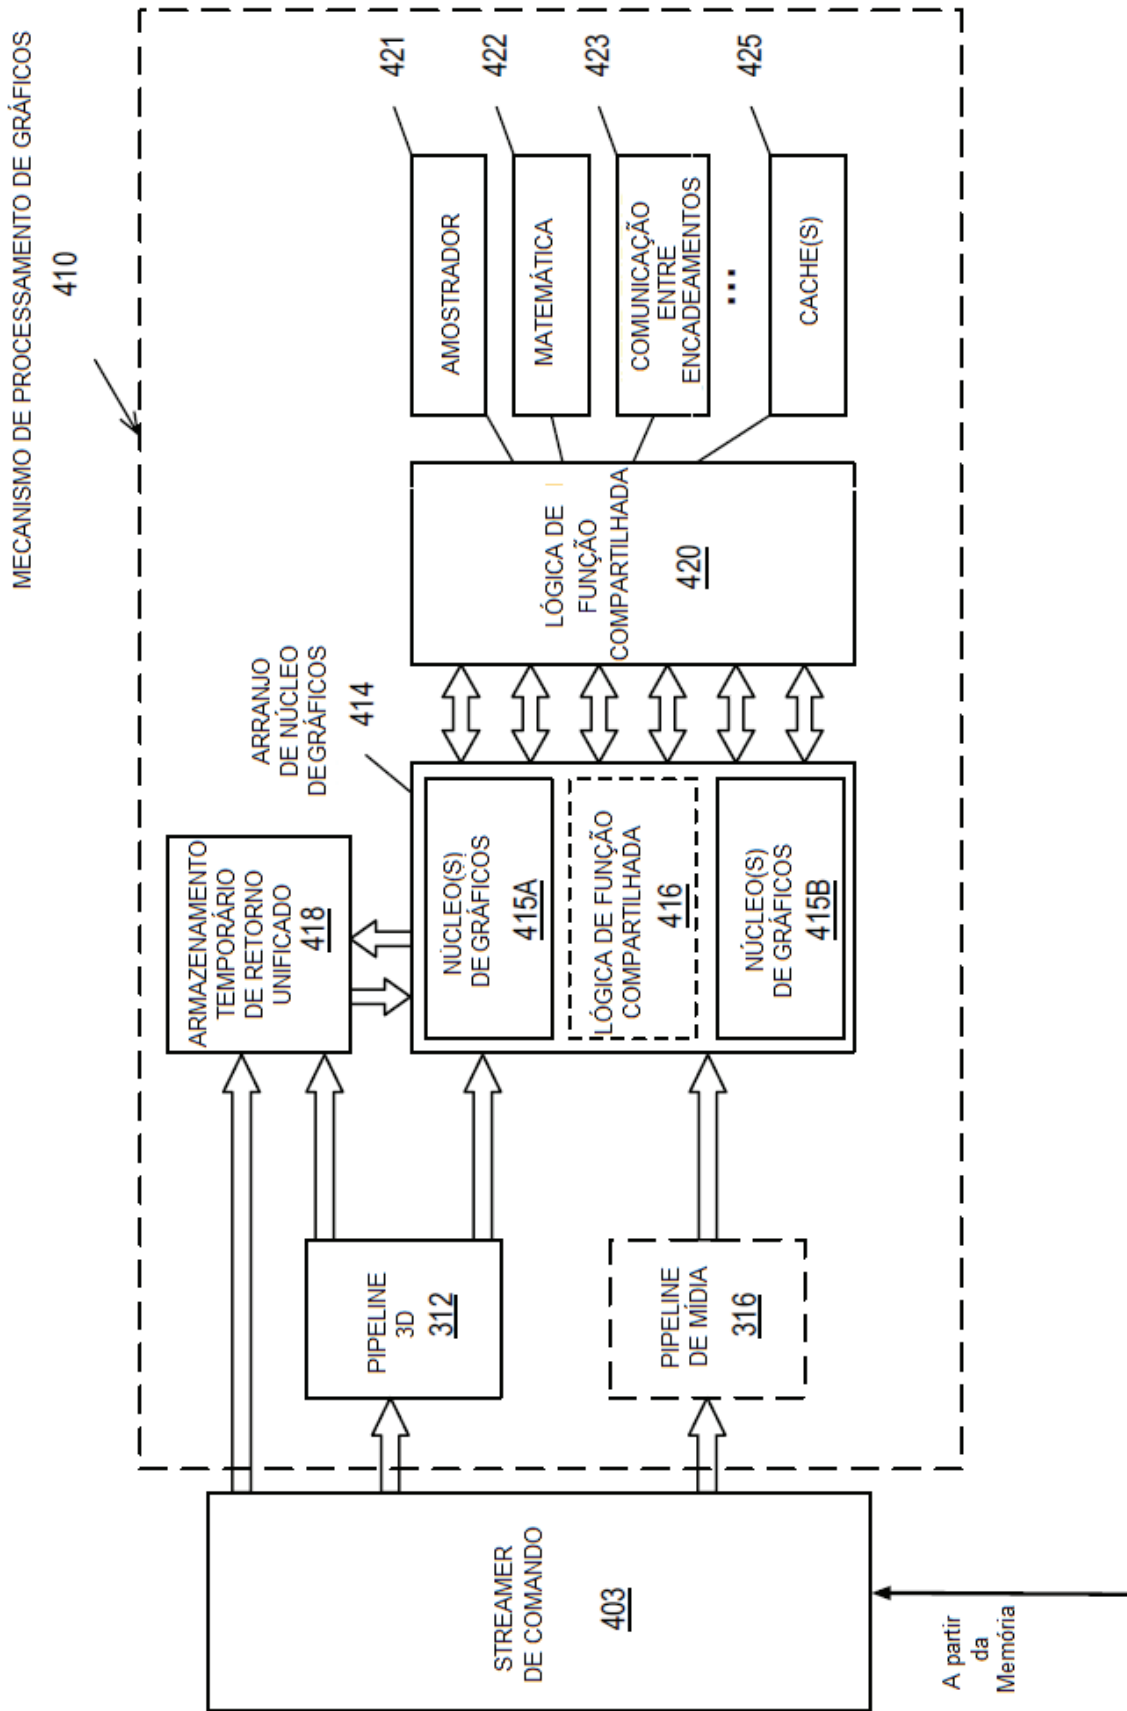 MECANISMO DE PROCESSAMENTO DE GRÁFICOS
410
STREAMER
DE COMANDO
403
A partir
da
Memória
PIPELINE
3D
312
PIPELINE
DE MÍDIA
316
ARMAZENAMENTO
TEMPORÁRIO
DE RETORNO
UNIFICADO
418
ARRANJO
DE NÚCLEO
DEGRÁFICOS
414
NÚCLEO(S)
DE GRÁFICOS
415A
LÓGICA DE FUNÇÃO
COMPARTILHADA
416
NÚCLEO(S)
DE GRÁFICOS
415B
LÓGICA DE
FUNÇÃO
COMPARTILHADA
420
AMOSTRADOR
421
MATEMÁTICA
422
COMUNICAÇÃO
ENTRE
ENCADEAMENTOS
423
...
CACHE(S)
425